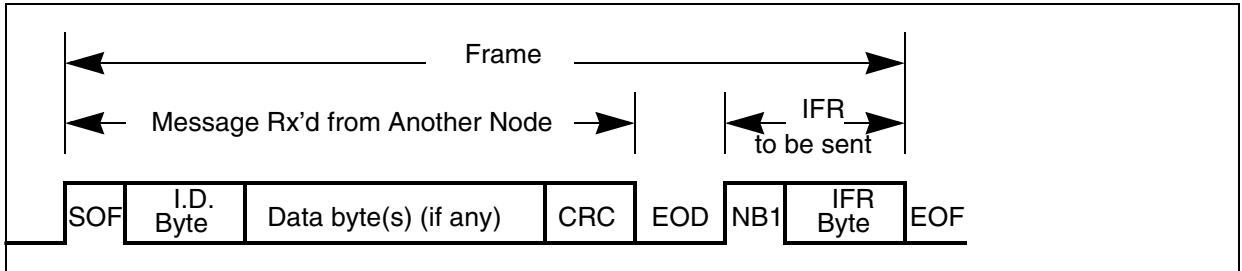 Frame
Message Rx'd from Another Node
IFR
to be sent
SOF
I.D.
Byte
Data byte(s) (if any)
CRC
EOD
NB1
IFR
Byte
EOF